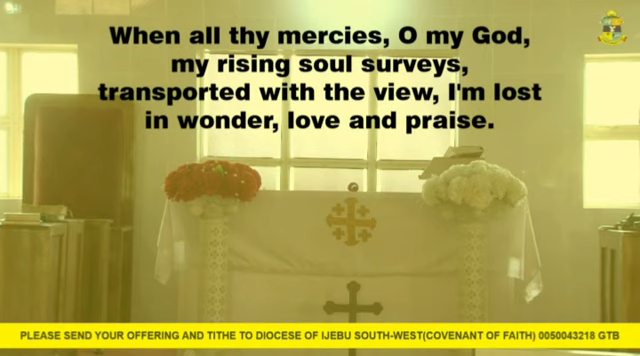 When all thy mercies, O my God,
my rising soul surveys,
transported with the view, I'm lost
in wonder, love and praise.
PLEASE SEND YOUR OFFERING AND TITHE TO DIOCESE OF IJEBU SOUTH-WEST(COVENANT OF FAITH) 0050043218 GTB